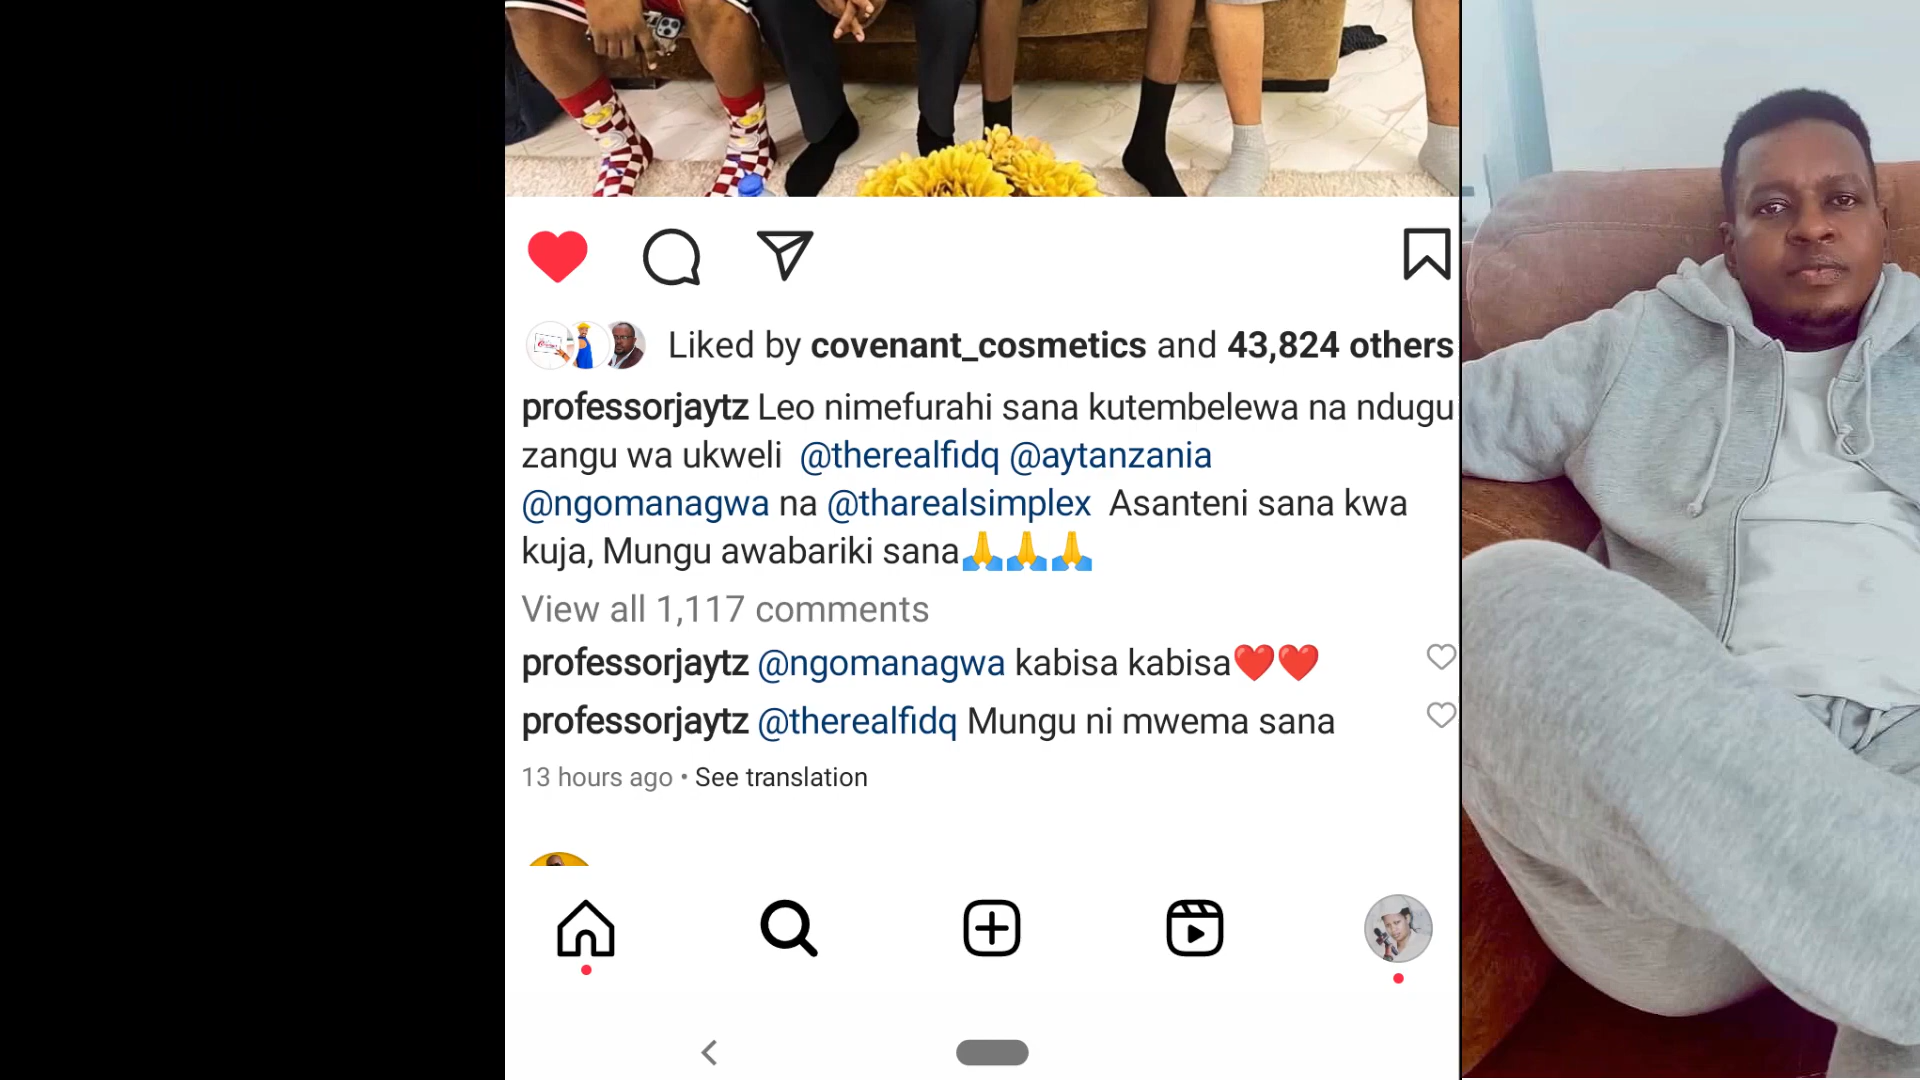 Liked by covenant_cosmetics and 43,824 others
professorjaytz Leo nimefurahi sana kutembelewa na ndugu
zangu wa ukweli @therealfidq @aytanzania
@ngomanagwa na @tharealsimplex Asanteni sana kwa
kuja, Mungu awabariki sana🙏🙏🙏
View all 1,117 comments
professorjaytz @ngomanagwa kabisa kabisa❤️❤️
professorjaytz @therealfidq Mungu ni mwema sana
13 hours ago • See translation